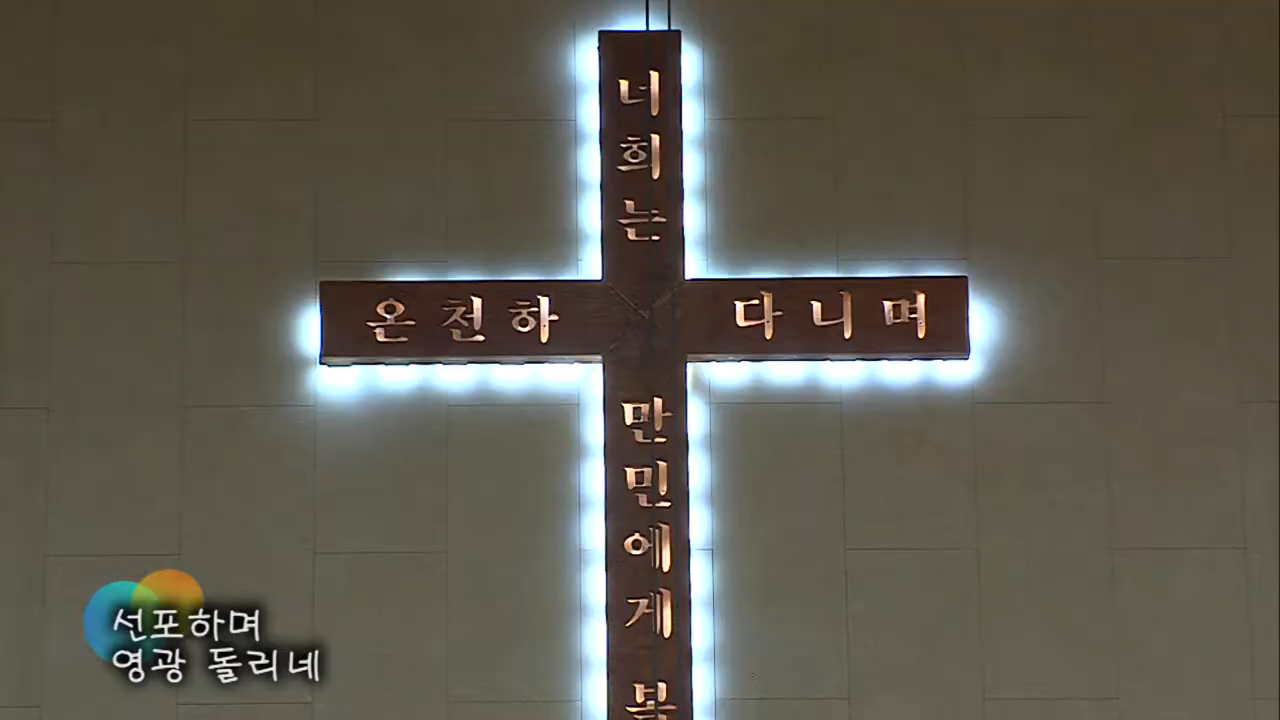 너희는
온천하 다니며
만민에게
선포하며
영광 돌리네